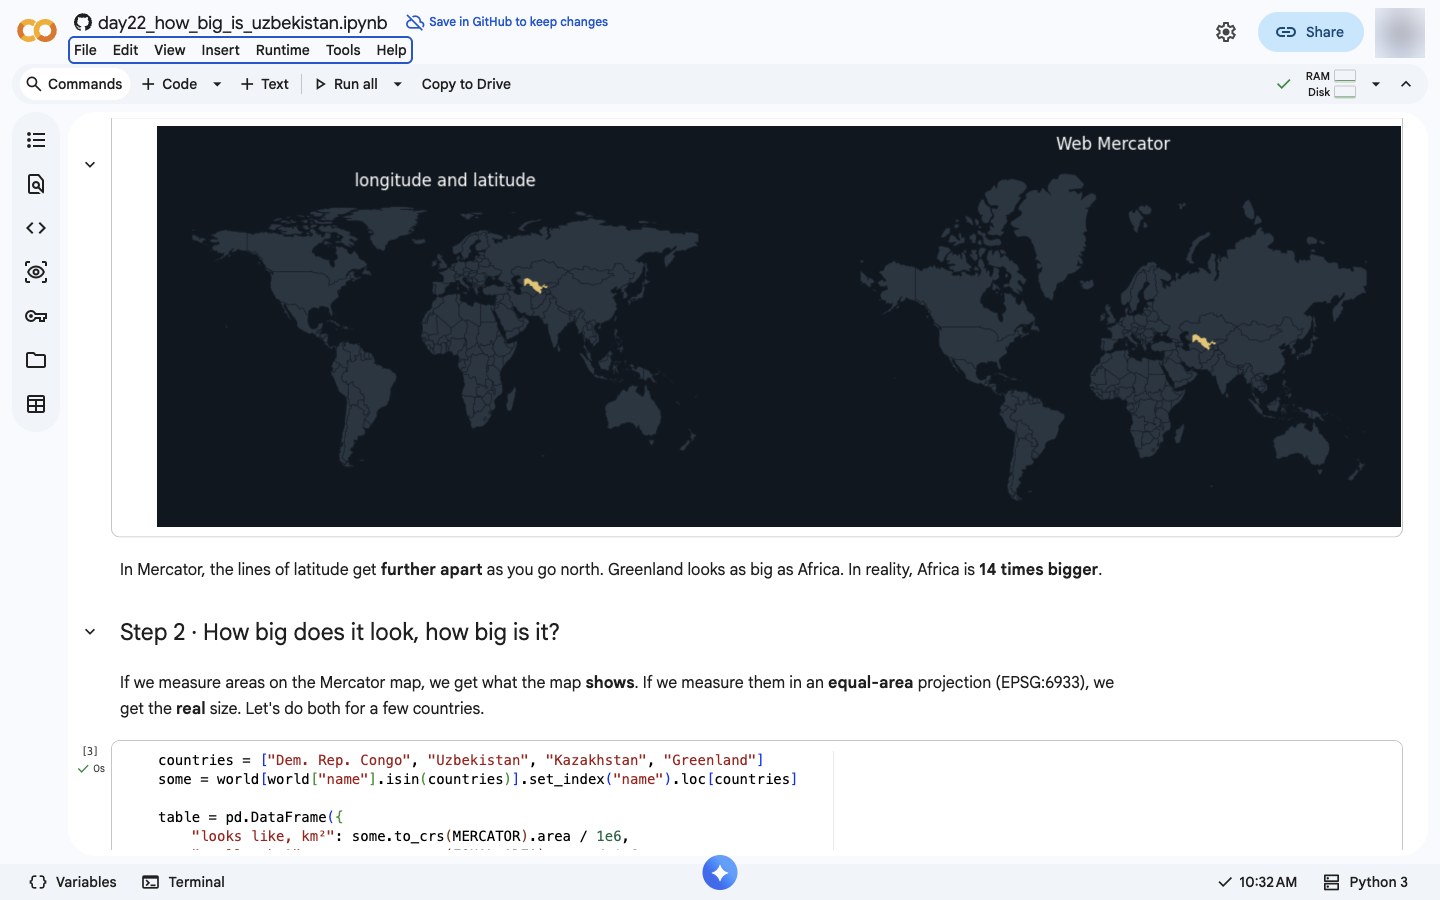 day22_how_big_is_uzbekistan.ipynb
Save in GitHub to keep changes
File Edit View Insert Runtime Tools Help
Share
Commands + Code + Text Run all Copy to Drive
RAM
Disk
longitude and latitude
Web Mercator
In Mercator, the lines of latitude get further apart as you go north. Greenland looks as big as Africa. In reality, Africa is 14 times bigger.
Step 2 · How big does it look, how big is it?
If we measure areas on the Mercator map, we get what the map shows. If we measure them in an equal-area projection (EPSG:6933), we
get the real size. Let's do both for a few countries.
[3]
0s
countries = ["Dem. Rep. Congo", "Uzbekistan", "Kazakhstan", "Greenland"]
some = world[world["name"].isin(countries)].set_index("name").loc[countries]
table = pd.DataFrame({
"looks like, km²": some.to_crs(MERCATOR).area / 1e6,
Variables Terminal
10:32 AM Python 3